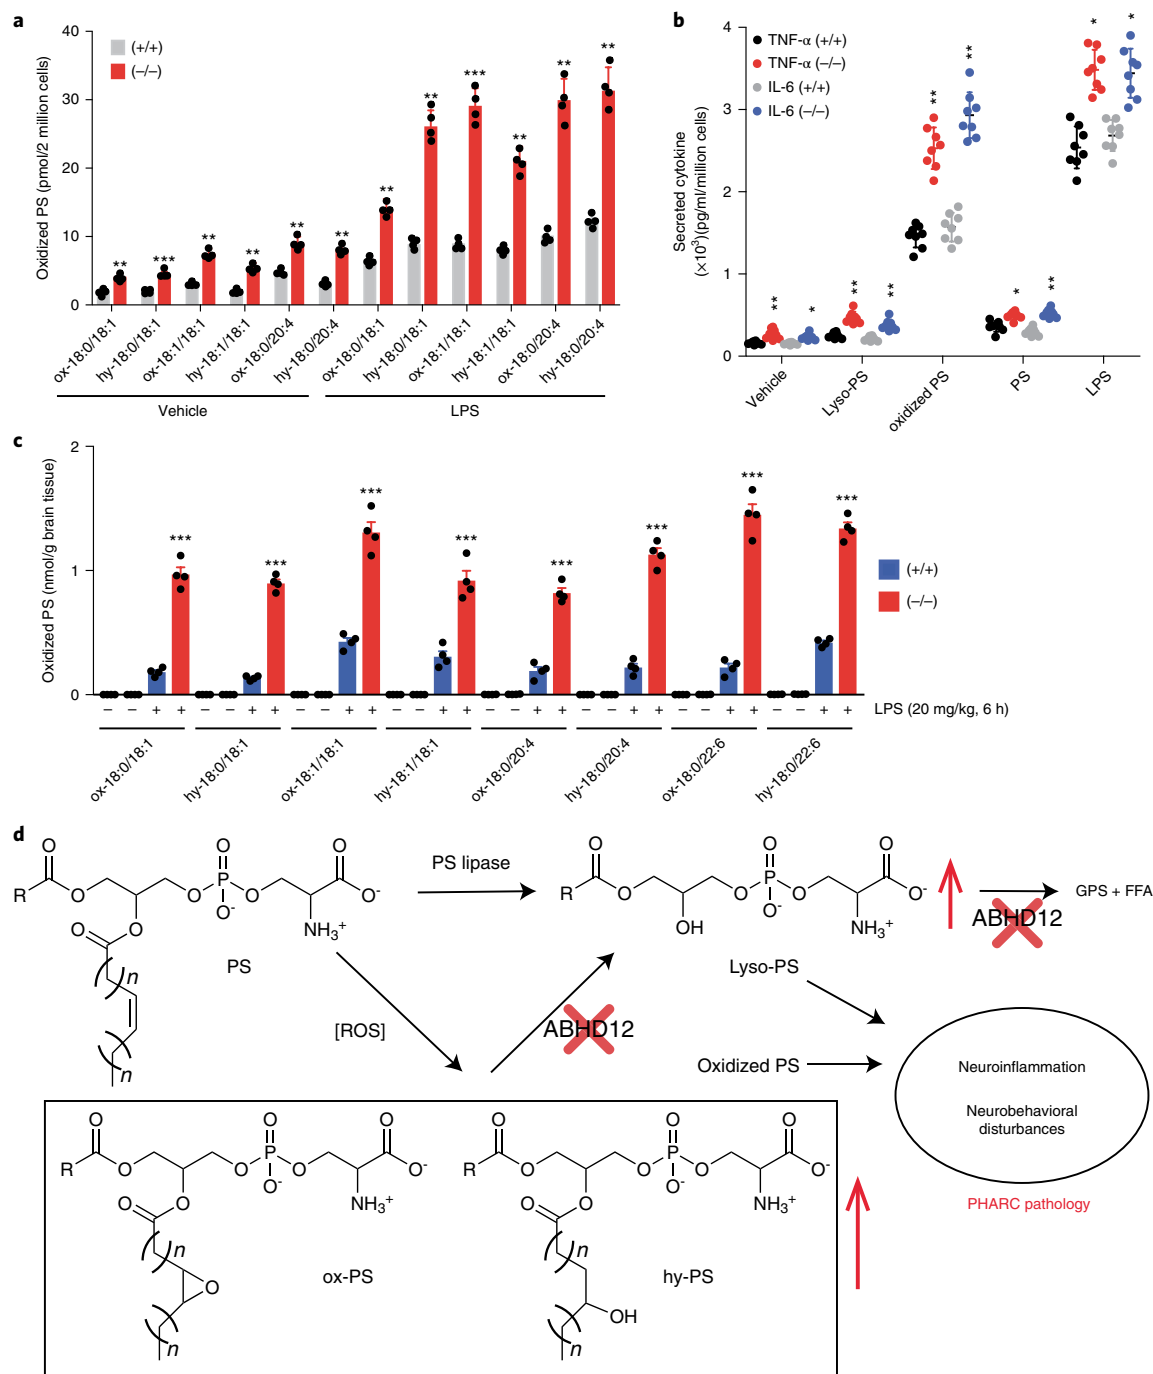 a
Oxidized PS (pmol/2 million cells)
40
30
20
10
0
(+/+)
(−/−)
**
***
**
**
**
**
**
**
***
**
**
**
ox-18:0/18:1
hy-18:0/18:1
ox-18:1/18:1
hy-18:1/18:1
ox-18:0/20:4
hy-18:0/20:4
ox-18:0/18:1
hy-18:0/18:1
ox-18:1/18:1
hy-18:1/18:1
ox-18:0/20:4
hy-18:0/20:4
Vehicle
LPS
b
Secreted cytokine
(×10³)(pg/ml/million cells)
4
3
2
1
0
TNF-α (+/+)
TNF-α (−/−)
IL-6 (+/+)
IL-6 (−/−)
**
*
**
**
**
**
*
**
*
*
Vehicle
Lyso-PS
oxidized PS
PS
LPS
c
Oxidized PS (nmol/g brain tissue)
2
1
0
***
***
***
***
***
***
***
***
(+/+)
(−/−)
− − + + − − + + − − + + − − + + − − + + − − + + − − + + − − + + LPS (20 mg/kg, 6 h)
ox-18:0/18:1
hy-18:0/18:1
ox-18:1/18:1
hy-18:1/18:1
ox-18:0/20:4
hy-18:0/20:4
ox-18:0/22:6
hy-18:0/22:6
d
O
R
O
O
O
P
O⁻
O
O
O⁻
NH₃⁺
O
O
n
n
PS
PS lipase
O
R
O
OH
O
O
P
O⁻
O
O
O⁻
NH₃⁺
Lyso-PS
ABHD12
GPS + FFA
[ROS]
ABHD12
Oxidized PS
Neuroinflammation
Neurobehavioral
disturbances
PHARC pathology
O
R
O
O
O
P
O⁻
O
O
O⁻
NH₃⁺
O
O
n
O
n
ox-PS
O
R
O
O
O
P
O⁻
O
O
O⁻
NH₃⁺
O
O
n
OH
n
hy-PS